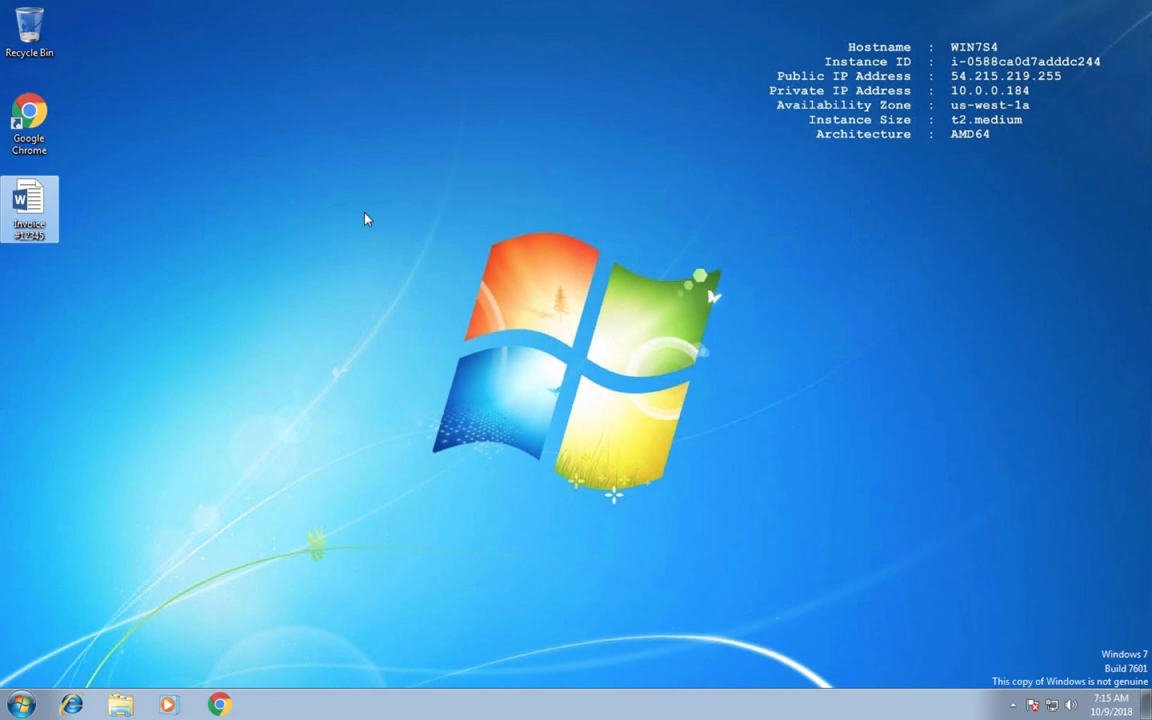 Recycle Bin
Google
Chrome
Invoice
#12345
Hostname : WIN7S4
Instance ID : i-0588ca0d7adddc244
Public IP Address : 54.215.219.255
Private IP Address : 10.0.0.184
Availability Zone : us-west-1a
Instance Size : t2.medium
Architecture : AMD64
Windows 7
Build 7601
This copy of Windows is not genuine
7:15 AM
10/9/2018